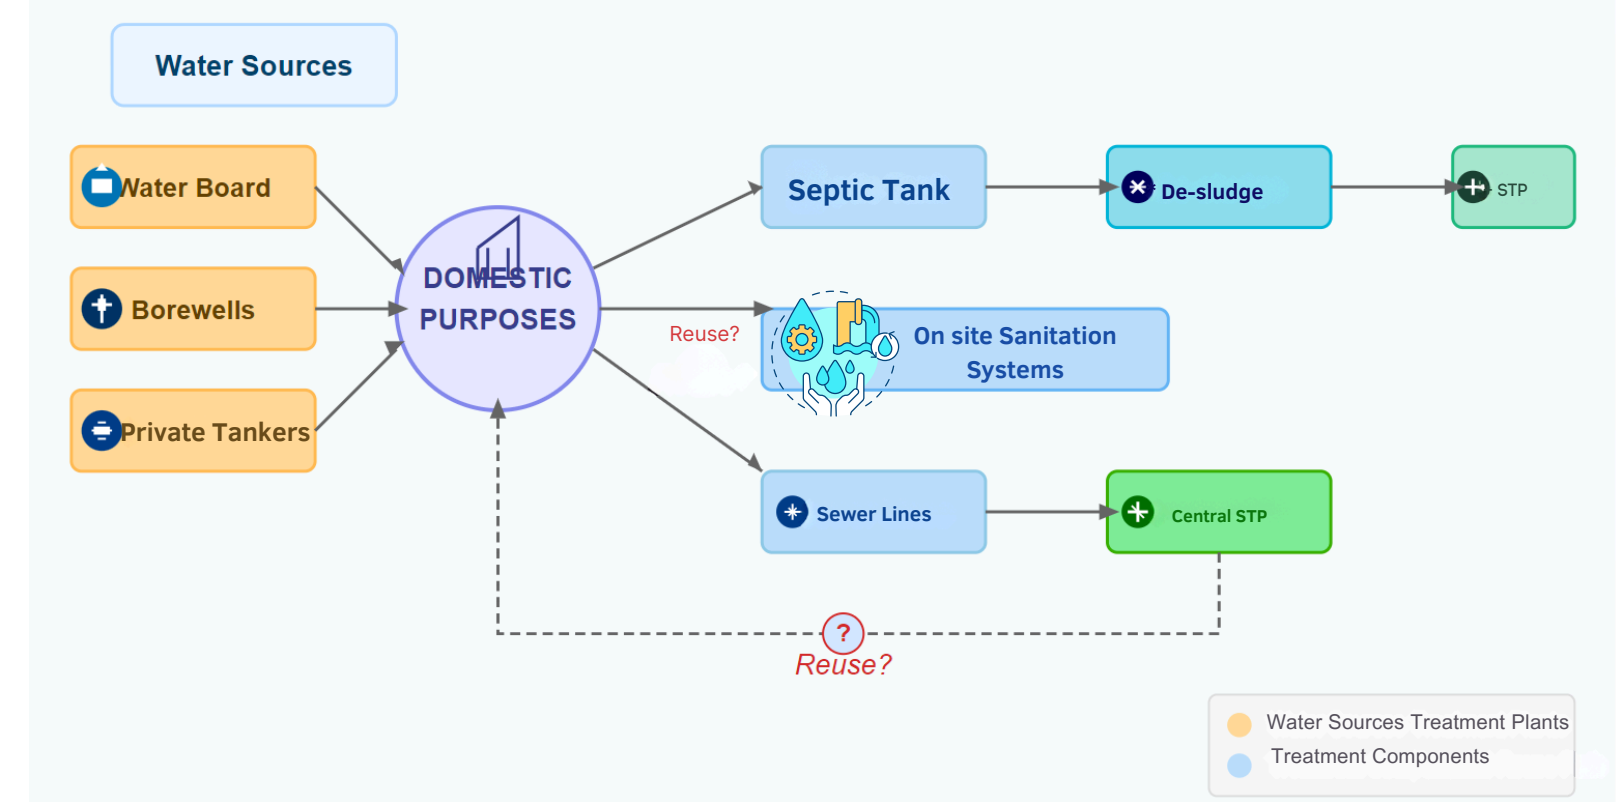 Water Sources
Water Board
Borewells
Private Tankers
DOMESTIC
PURPOSES
Septic Tank
De-sludge
STP
Reuse?
On site Sanitation
Systems
Sewer Lines
Central STP
?
Reuse?
Water Sources Treatment Plants
Treatment Components